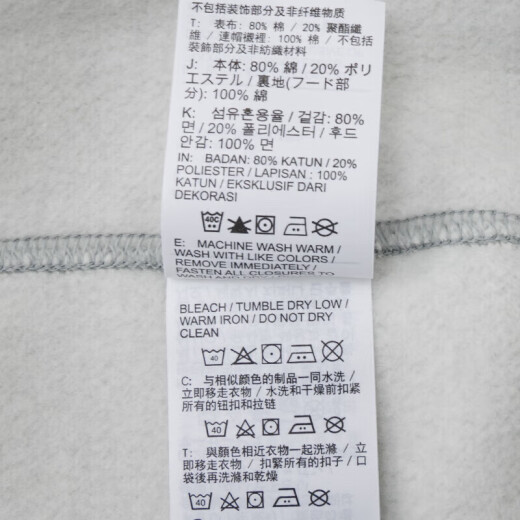 不包括装饰部分及非纤维物质
T: 表布: 80% 棉 / 20% 聚酯纖
維 / 連帽襯裡: 100% 棉 / 不包括
裝飾部分及非紡織材料
J: 本体: 80% 綿 / 20% ポリ
エステル / 裏地(フード部
分): 100% 綿
K: 섬유혼용율 / 겉감: 80%
면 / 20% 폴리에스터 / 후드
안감: 100% 면
IN: BADAN: 80% KATUN / 20%
POLIESTER / LAPISAN : 100%
KATUN / EKSKLUSIF DARI
DEKORASI
E: MACHINE WASH WARM /
WASH WITH LIKE COLORS /
REMOVE IMMEDIATELY /
FASTEN ALL CLOSURES TO
BLEACH / TUMBLE DRY LOW /
WARM IRON / DO NOT DRY
CLEAN
40
C: 与相似颜色的制品一同水洗 /
立即移走衣物 / 水洗和干燥前扣紧
所有的钮扣和拉链
40
T: 與顏色相近衣物一起洗滌 / 立
即移走衣物 / 扣緊所有的扣子 / 口
袋後再洗滌和乾燥
40